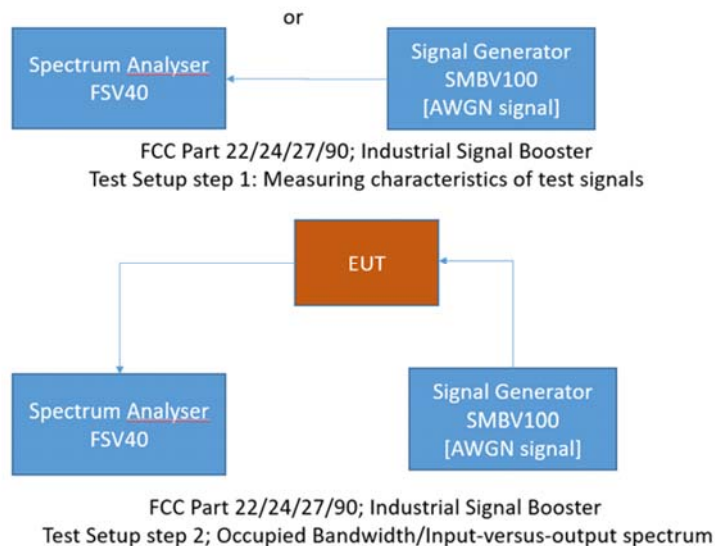 or
Spectrum Analyser
FSV40
Signal Generator
SMBV100
[AWGN signal]
FCC Part 22/24/27/90; Industrial Signal Booster
Test Setup step 1: Measuring characteristics of test signals
EUT
Spectrum Analyser
FSV40
Signal Generator
SMBV100
[AWGN signal]
FCC Part 22/24/27/90; Industrial Signal Booster
Test Setup step 2; Occupied Bandwidth/Input-versus-output spectrum